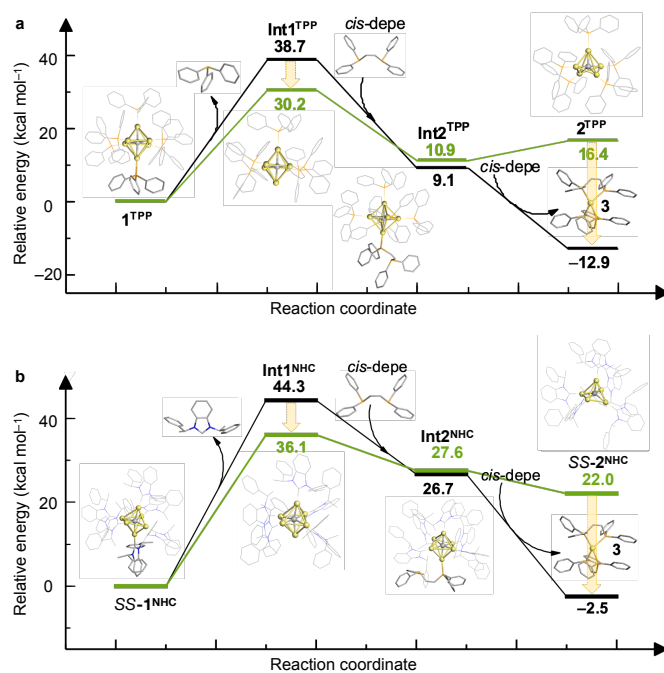 a
Relative energy (kcal mol⁻¹)
40
20
0
–20
1ᵀᴾᴾ
Int1ᵀᴾᴾ
38.7
30.2
cis-depe
Int2ᵀᴾᴾ
10.9
9.1
cis-depe
2ᵀᴾᴾ
16.4
3
–12.9
Reaction coordinate
b
Relative energy (kcal mol⁻¹)
40
20
0
SS-1ᴺᴴC
Int1ᴺᴴC
44.3
36.1
cis-depe
Int2ᴺᴴC
27.6
26.7
cis-depe
SS-2ᴺᴴC
22.0
3
–2.5
Reaction coordinate